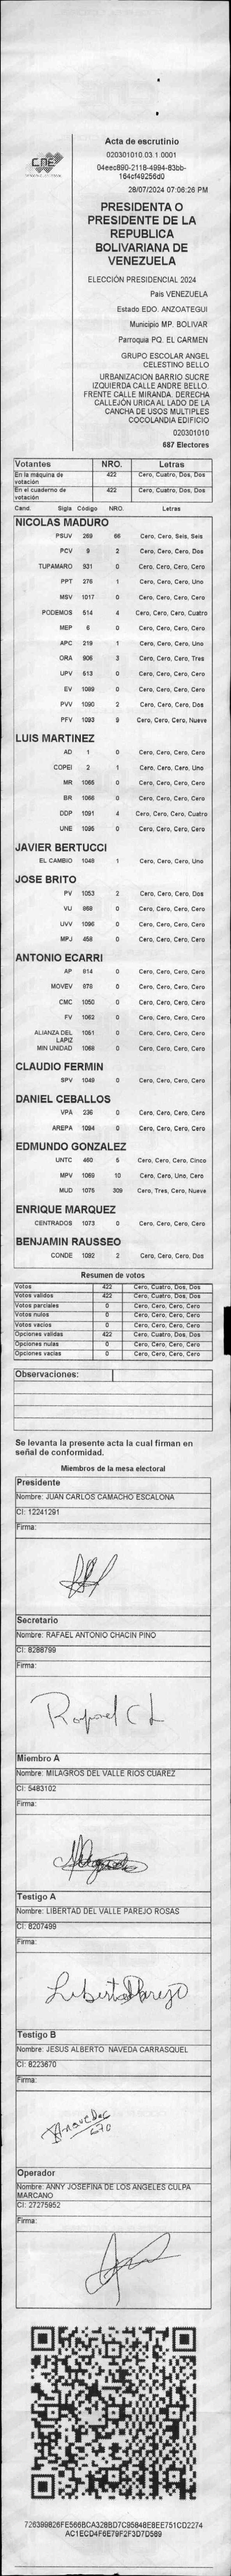 CNE
Acta de escrutinio
020301010.03.1.0001
04eec890-2118-4994-83bb-
164cf49256d0
28/07/2024 07:06:26 PM
PRESIDENTA O
PRESIDENTE DE LA
REPUBLICA
BOLIVARIANA DE
VENEZUELA
ELECCIÓN PRESIDENCIAL 2024
País VENEZUELA
Estado EDO. ANZOATEGUI
Municipio MP. BOLIVAR
Parroquia PQ. EL CARMEN
GRUPO ESCOLAR ANGEL
CELESTINO BELLO
URBANIZACION BARRIO SUCRE
IZQUIERDA CALLE ANDRE BELLO.
FRENTE CALLE MIRANDA. DERECHA
CALLEJÓN URICA AL LADO DE LA
CANCHA DE USOS MULTIPLES
COCOLANDIA EDIFICIO
020301010
687 Electores
Votantes NRO. Letras
En la máquina de votación 422 Cero, Cuatro, Dos, Dos
En el cuaderno de votación 422 Cero, Cuatro, Dos, Dos
Cand. Sigla Código NRO. Letras
NICOLAS MADURO
PSUV 269 66 Cero, Cero, Seis, Seis
PCV 9 2 Cero, Cero, Cero, Dos
TUPAMARO 931 0 Cero, Cero, Cero, Cero
PPT 276 1 Cero, Cero, Cero, Uno
MSV 1017 0 Cero, Cero, Cero, Cero
PODEMOS 514 4 Cero, Cero, Cero, Cuatro
MEP 6 0 Cero, Cero, Cero, Cero
APC 219 1 Cero, Cero, Cero, Uno
ORA 906 3 Cero, Cero, Cero, Tres
UPV 613 0 Cero, Cero, Cero, Cero
EV 1089 0 Cero, Cero, Cero, Cero
PVV 1090 2 Cero, Cero, Cero, Dos
PFV 1093 9 Cero, Cero, Cero, Nueve
LUIS MARTINEZ
AD 1 0 Cero, Cero, Cero, Cero
COPEI 2 1 Cero, Cero, Cero, Uno
MR 1065 0 Cero, Cero, Cero, Cero
BR 1066 0 Cero, Cero, Cero, Cero
DDP 1091 4 Cero, Cero, Cero, Cuatro
UNE 1095 0 Cero, Cero, Cero, Cero
JAVIER BERTUCCI
EL CAMBIO 1048 1 Cero, Cero, Cero, Uno
JOSE BRITO
PV 1053 2 Cero, Cero, Cero, Dos
VU 868 0 Cero, Cero, Cero, Cero
UVV 1096 0 Cero, Cero, Cero, Cero
MPJ 458 0 Cero, Cero, Cero, Cero
ANTONIO ECARRI
AP 914 0 Cero, Cero, Cero, Cero
MOVEV 878 0 Cero, Cero, Cero, Cero
CMC 1050 0 Cero, Cero, Cero, Cero
FV 1062 0 Cero, Cero, Cero, Cero
ALIANZA DEL LAPIZ 1051 0 Cero, Cero, Cero, Cero
MIN UNIDAD 1068 0 Cero, Cero, Cero, Cero
CLAUDIO FERMIN
SPV 1049 0 Cero, Cero, Cero, Cero
DANIEL CEBALLOS
VPA 236 0 Cero, Cero, Cero, Cero
AREPA 1094 0 Cero, Cero, Cero, Cero
EDMUNDO GONZALEZ
UNTC 460 5 Cero, Cero, Cero, Cinco
MPV 1069 10 Cero, Cero, Uno, Cero
MUD 1075 309 Cero, Tres, Cero, Nueve
ENRIQUE MARQUEZ
CENTRADOS 1073 0 Cero, Cero, Cero, Cero
BENJAMIN RAUSSEO
CONDE 1092 2 Cero, Cero, Cero, Dos
Resumen de votos
Votos 422 Cero, Cuatro, Dos, Dos
Votos validos 422 Cero, Cuatro, Dos, Dos
Votos parciales 0 Cero, Cero, Cero, Cero
Votos nulos 0 Cero, Cero, Cero, Cero
Votos vacios 0 Cero, Cero, Cero, Cero
Opciones validas 422 Cero, Cuatro, Dos, Dos
Opciones nulas 0 Cero, Cero, Cero, Cero
Opciones vacias 0 Cero, Cero, Cero, Cero
Observaciones:
Se levanta la presente acta la cual firman en
señal de conformidad.
Miembros de la mesa electoral
Presidente
Nombre: JUAN CARLOS CAMACHO ESCALONA
CI: 12241291
Firma:
Secretario
Nombre: RAFAEL ANTONIO CHACIN PINO
CI: 8288799
Firma:
Rafael Ch
Miembro A
Nombre: MILAGROS DEL VALLE RIOS CUAREZ
CI: 5483102
Firma:
Milagros
Testigo A
Nombre: LIBERTAD DEL VALLE PAREJO ROSAS
CI: 8207499
Firma:
Libertad Parejo
Testigo B
Nombre: JESUS ALBERTO NAVEDA CARRASQUEL
CI: 8223670
Firma:
Operador
Nombre: ANNY JOSEFINA DE LOS ANGELES CULPA
MARCANO
CI: 27275952
Firma:
726399826FE566BCA328BD7C95848E8EE751CD2274
AC1ECD4F6E79F2F3D7D589